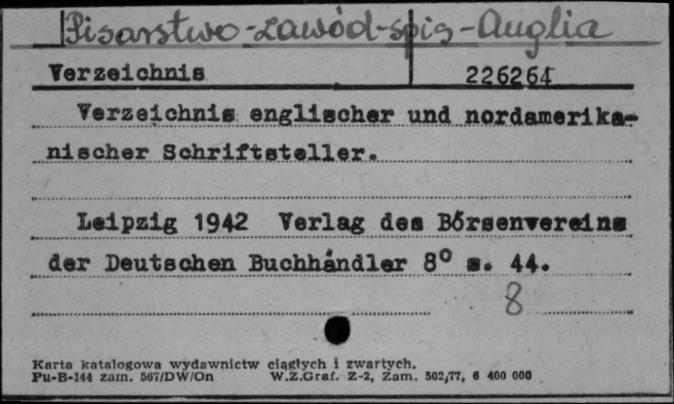 Pisarstwo-zawód-spis-Anglia
Verzeichnis 226264
Verzeichnis englischer und nordamerika-
nischer Schriftsteller.
Leipzig 1942 Verlag des Börsenvereins
der Deutschen Buchhändler 8° s. 44.
8
Karta katalogowa wydawnictw ciągłych i zwartych.
Pu-B-144 zam. 567/DW/On W.Z.Graf. Z-2, Zam. 502/77, 6 400 000